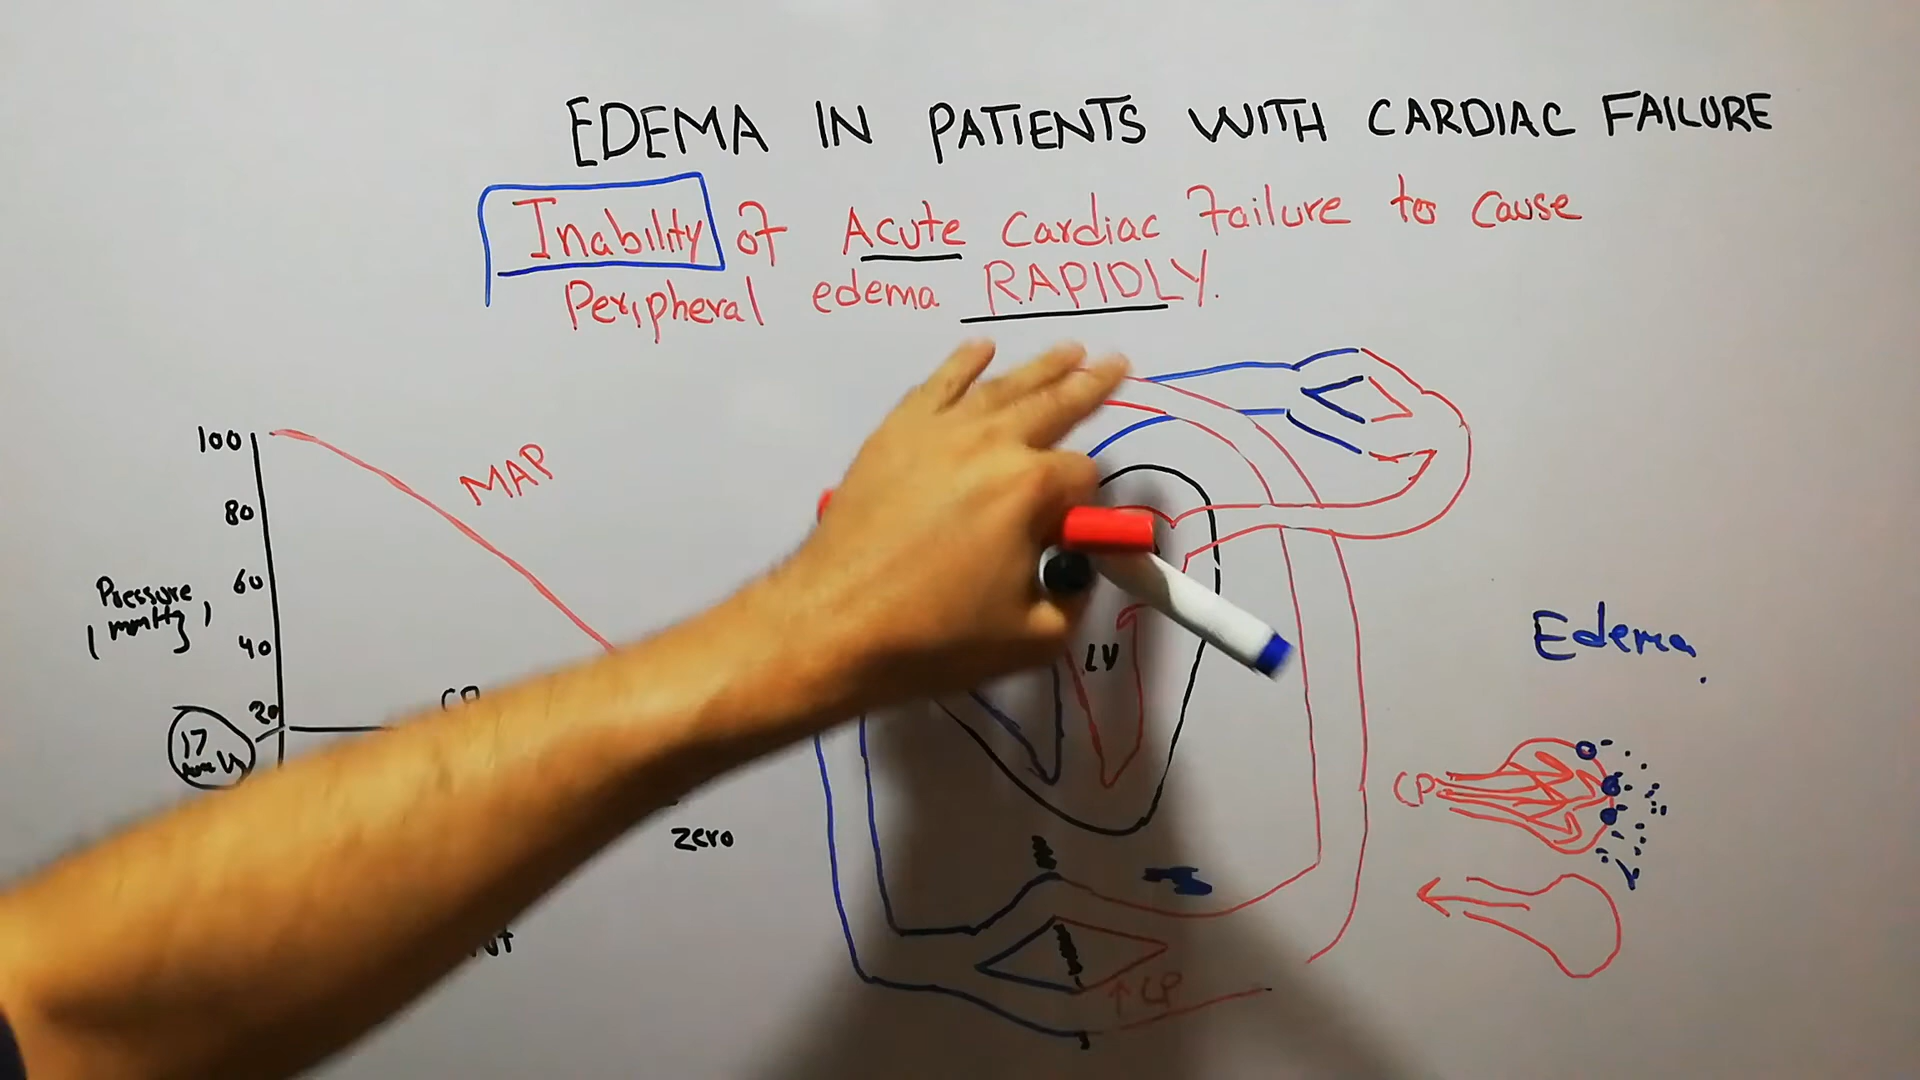 EDEMA IN PATIENTS WITH CARDIAC FAILURE
Inability of Acute Cardiac Failure to cause
Peripheral edema RAPIDLY.
100
MAP
80
Pressure
(mmHg)
60
40
20
17
zero
LV
Edema
CP
↑CP